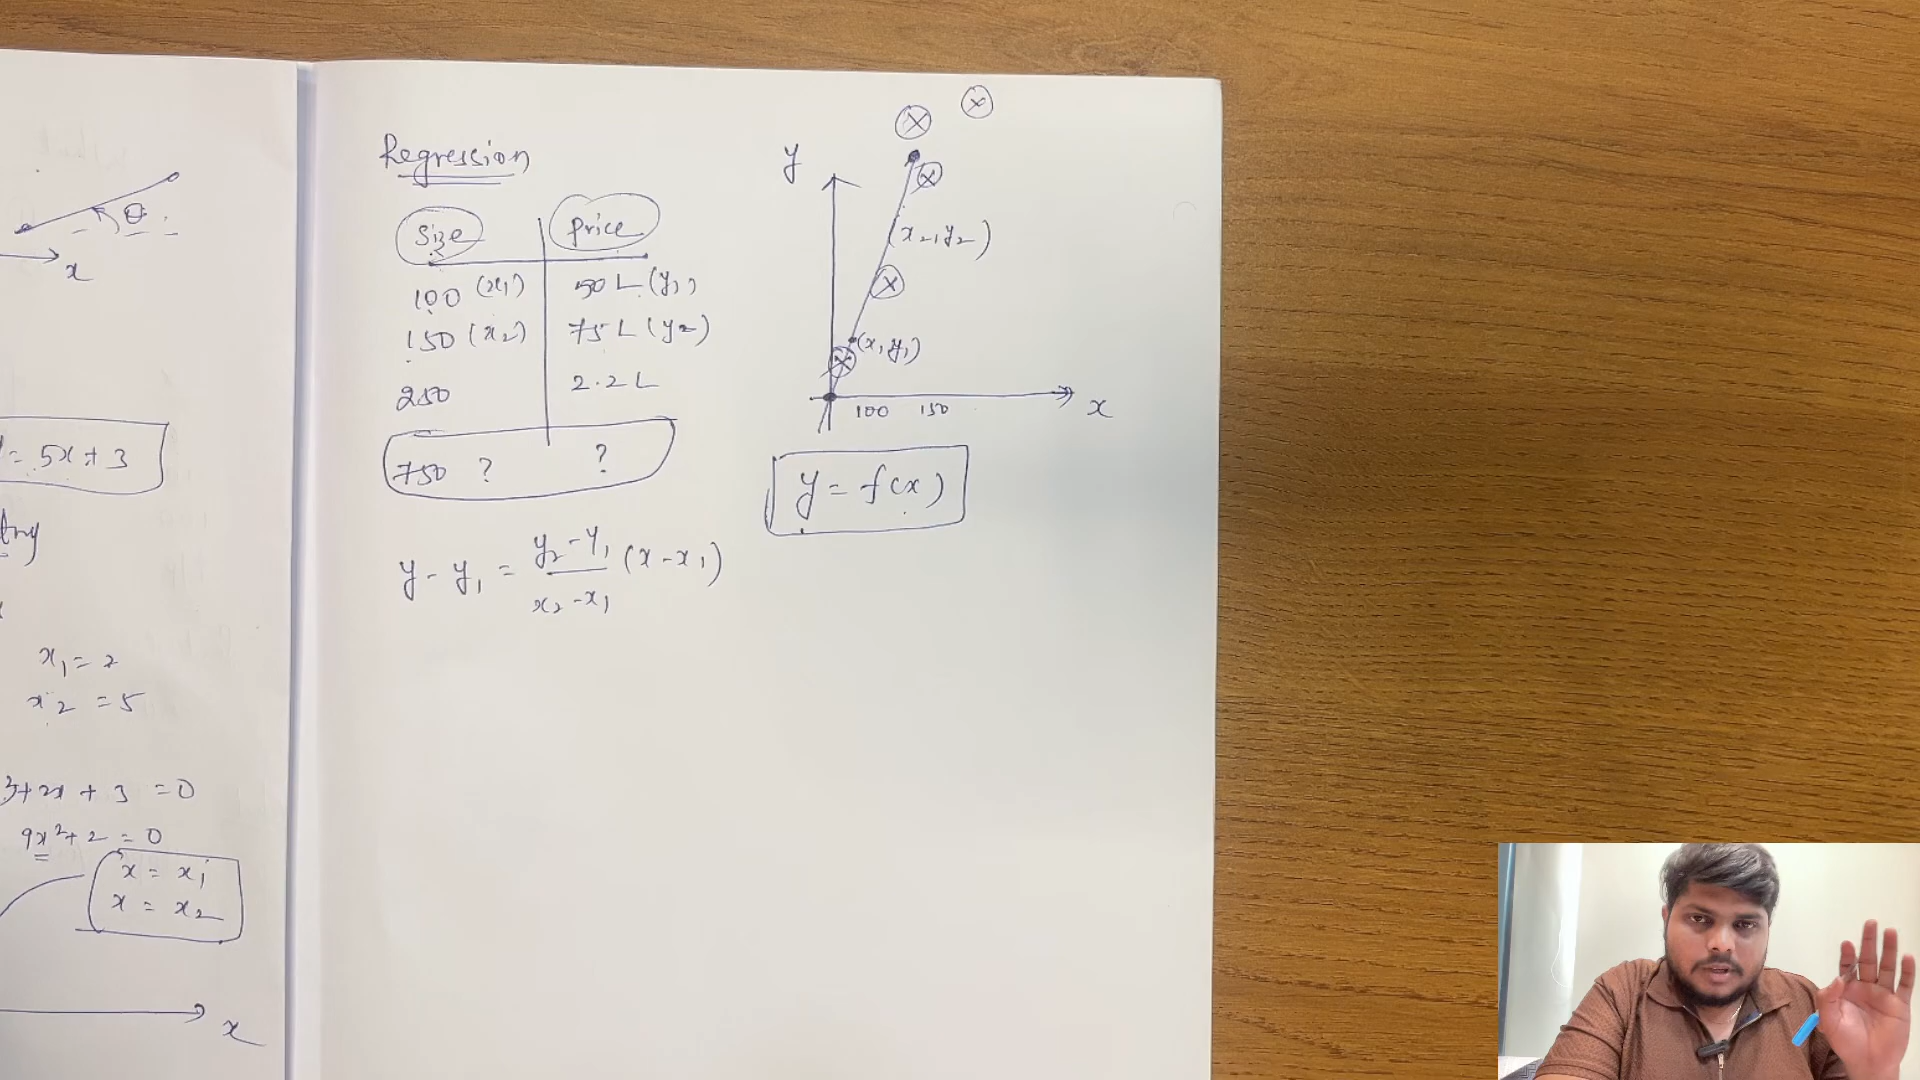 θ
x
= 5x + 3
x₁ = 2
x₂ = 5
+ 2x + 3 = 0
9x² + 2 = 0
x = x₁
x = x₂
x
Regression
Size Price
100 (x₁) 50 L (y₁)
150 (x₂) 75 L (y₂)
250 2.2 L
750 ? ?
y - y₁ = y₂ - y₁ / x₂ - x₁ (x - x₁)
y
(x₂, y₂)
(x₁ y₁)
100 150
x
y = f(x)